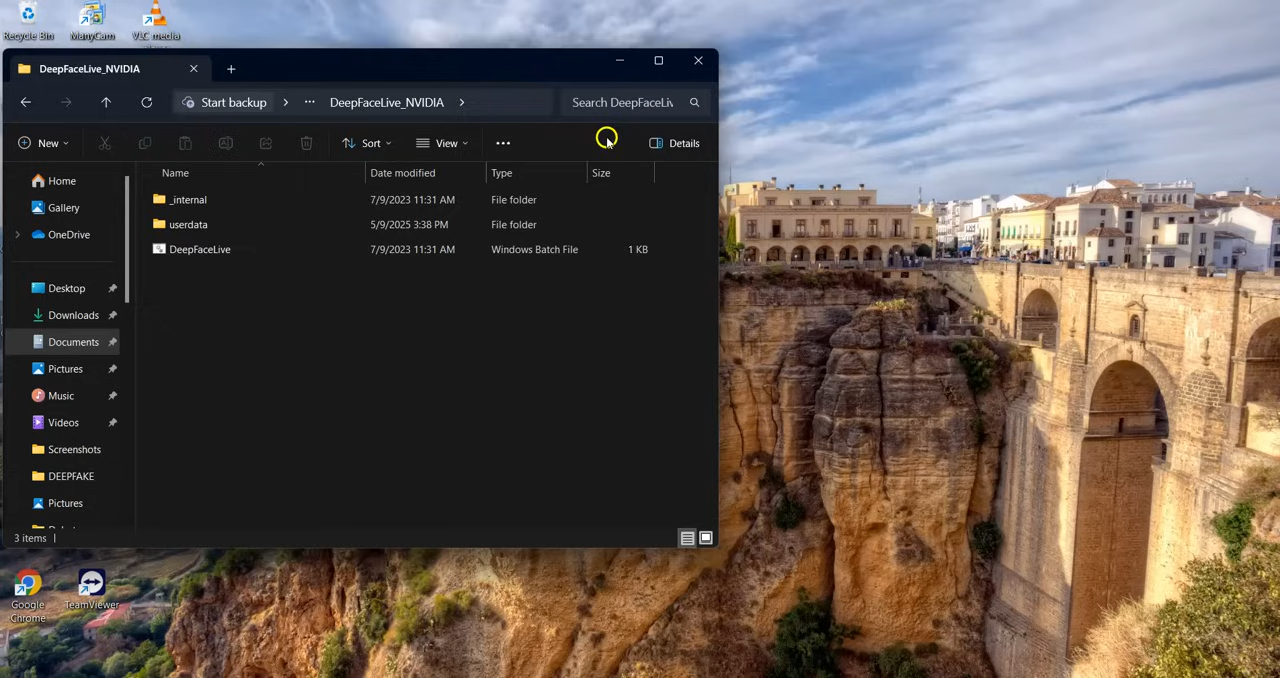 Recycle Bin
ManyCam
VLC media
DeepFaceLive_NVIDIA
Start backup
DeepFaceLive_NVIDIA
Search DeepFaceLiv
New
Sort
View
Details
Name
Date modified
Type
Size
Home
Gallery
OneDrive
Desktop
Downloads
Documents
Pictures
Music
Videos
Screenshots
DEEPFAKE
Pictures
_internal 7/9/2023 11:31 AM File folder
userdata 5/9/2025 3:38 PM File folder
DeepFaceLive 7/9/2023 11:31 AM Windows Batch File 1 KB
3 items
Google
Chrome
TeamViewer